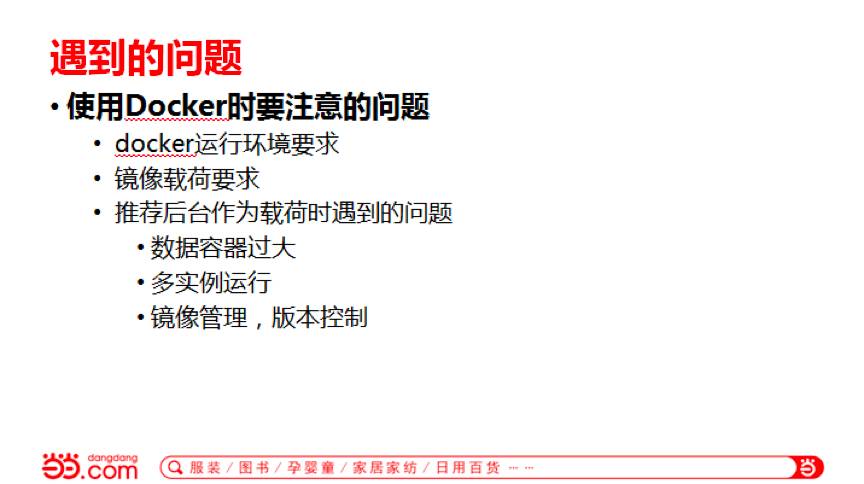 遇到的问题
• 使用Docker时要注意的问题
• docker运行环境要求
• 镜像载荷要求
• 推荐后台作为载荷时遇到的问题
• 数据容器过大
• 多实例运行
• 镜像管理，版本控制
dangdang
当当.com
服装 / 图书 / 孕婴童 / 家居家纺 / 日用百货 ··· ···
当